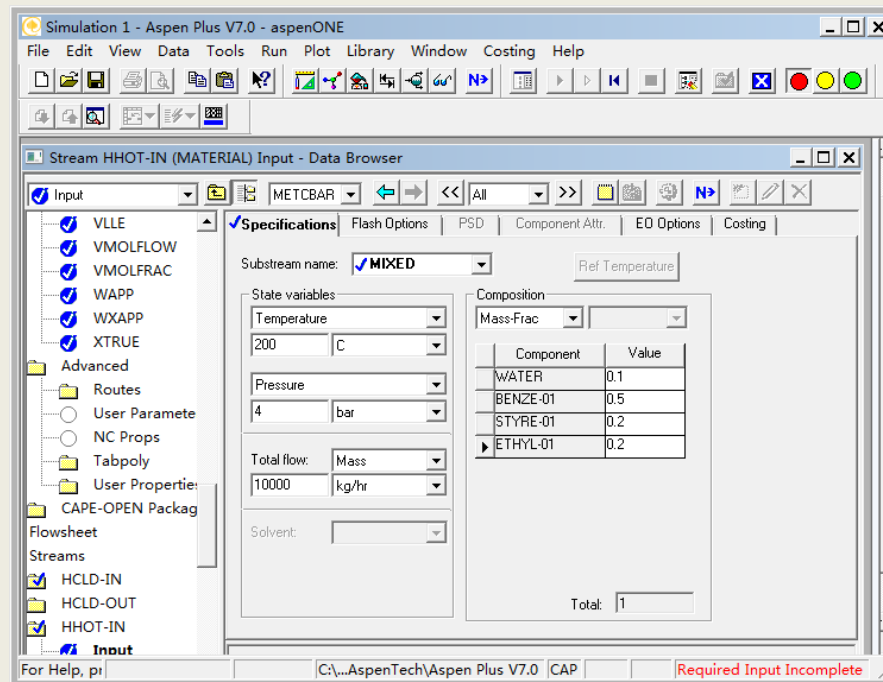 Simulation 1 - Aspen Plus V7.0 - aspenONE
File Edit View Data Tools Run Plot Library Window Costing Help
N>
Stream HHOT-IN (MATERIAL) Input - Data Browser
Input METCBAR << All >> N>
VLLE
VMOLFLOW
VMOLFRAC
WAPP
WXAPP
XTRUE
Advanced
Routes
User Paramete
NC Props
Tabpoly
User Propertie
CAPE-OPEN Packag
Flowsheet
Streams
HCLD-IN
HCLD-OUT
HHOT-IN
Input
Specifications Flash Options PSD Component Attr. EO Options Costing
Substream name: MIXED Ref Temperature
State variables
Temperature
200 C
Pressure
4 bar
Total flow: Mass
10000 kg/hr
Solvent:
Composition
Mass-Frac
Component Value
WATER 0.1
BENZE-01 0.5
STYRE-01 0.2
ETHYL-01 0.2
Total: 1
For Help, pr C:\...AspenTech\Aspen Plus V7.0 CAP Required Input Incomplete